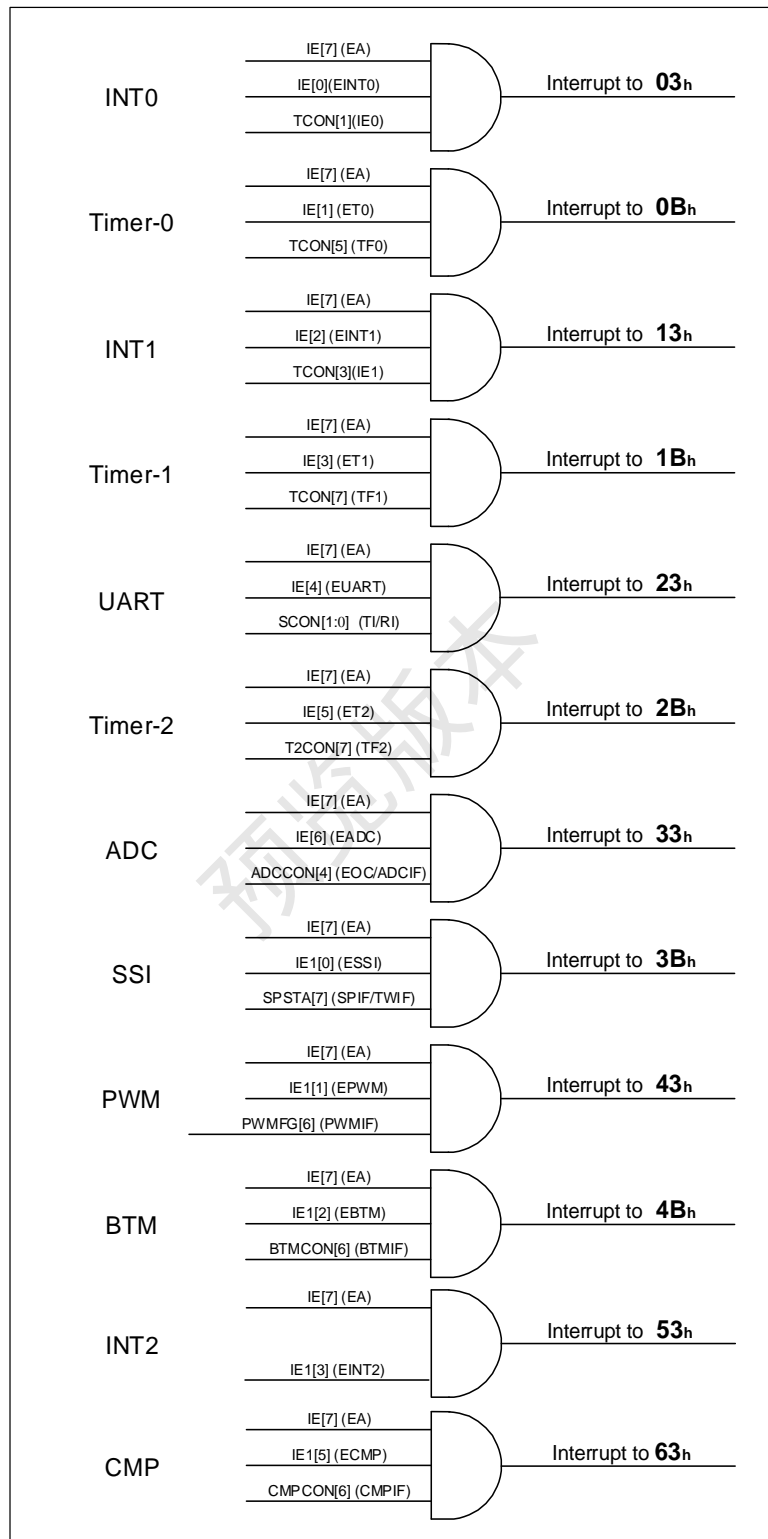 IE[7] (EA)
INT0
IE[0](EINT0)
TCON[1](IE0)
Interrupt to 03h
IE[7] (EA)
Timer-0
IE[1] (ET0)
TCON[5] (TF0)
Interrupt to 0Bh
IE[7] (EA)
INT1
IE[2] (EINT1)
TCON[3](IE1)
Interrupt to 13h
IE[7] (EA)
Timer-1
IE[3] (ET1)
TCON[7] (TF1)
Interrupt to 1Bh
IE[7] (EA)
UART
IE[4] (EUART)
SCON[1:0] (TI/RI)
Interrupt to 23h
IE[7] (EA)
Timer-2
IE[5] (ET2)
T2CON[7] (TF2)
Interrupt to 2Bh
IE[7] (EA)
ADC
IE[6] (EADC)
ADCCON[4] (EOC/ADCIF)
Interrupt to 33h
IE[7] (EA)
SSI
IE1[0] (ESSI)
SPSTA[7] (SPIF/TWIF)
Interrupt to 3Bh
IE[7] (EA)
PWM
IE1[1] (EPWM)
PWMFG[6] (PWMIF)
Interrupt to 43h
IE[7] (EA)
BTM
IE1[2] (EBTM)
BTMCON[6] (BTMIF)
Interrupt to 4Bh
IE[7] (EA)
INT2
IE1[3] (EINT2)
Interrupt to 53h
IE[7] (EA)
CMP
IE1[5] (ECMP)
CMPCON[6] (CMPIF)
Interrupt to 63h
预览版本